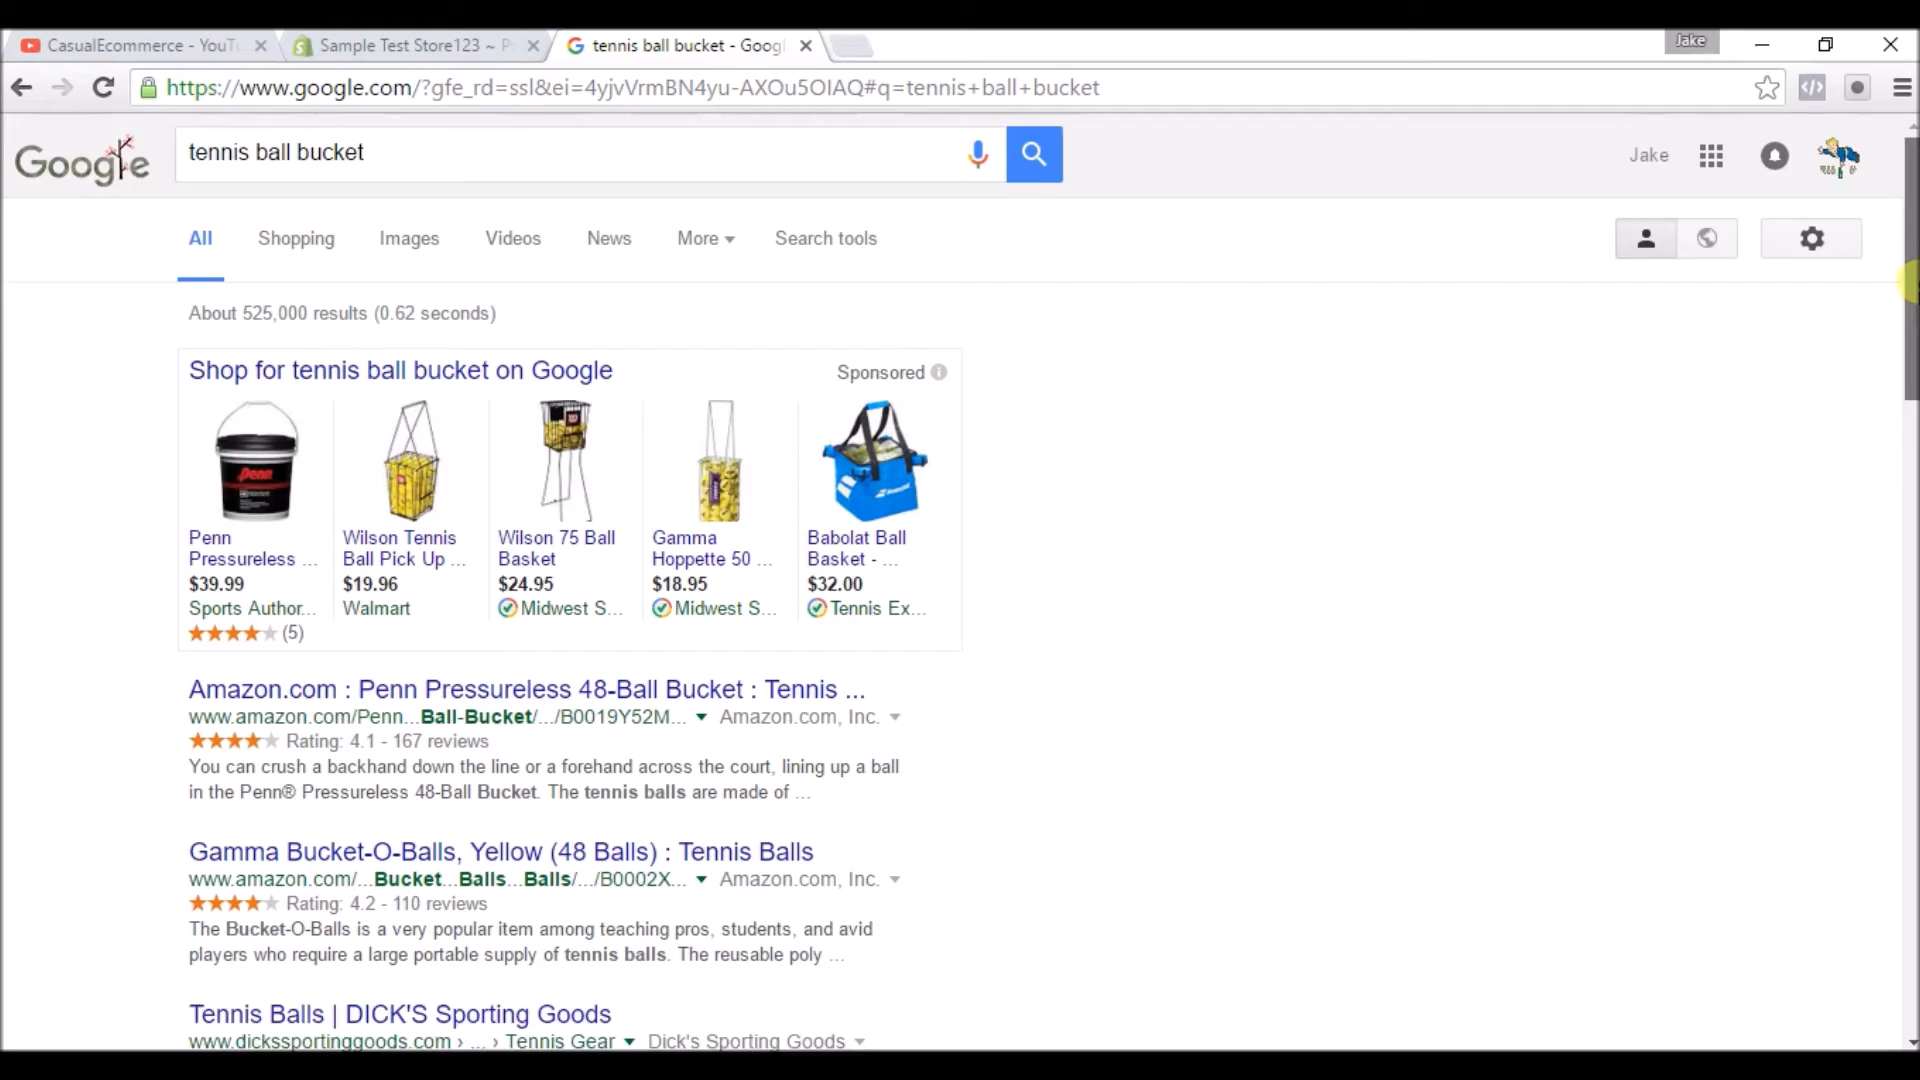 CasualEcommerce - YouTu
Sample Test Store123 ~ P
tennis ball bucket - Googl
Jake
https://www.google.com/?gfe_rd=ssl&ei=4yjvVrmBN4yu-AXOu5OIAQ#q=tennis+ball+bucket
Google
tennis ball bucket
Jake
All Shopping Images Videos News More Search tools
About 525,000 results (0.62 seconds)
Shop for tennis ball bucket on Google
Sponsored
Penn
Pressureless ...
$39.99
Sports Author...
(5)
Wilson Tennis
Ball Pick Up ...
$19.96
Walmart
Wilson 75 Ball
Basket
$24.95
Midwest S...
Gamma
Hoppette 50 ...
$18.95
Midwest S...
Babolat Ball
Basket - ...
$32.00
Tennis Ex...
Amazon.com : Penn Pressureless 48-Ball Bucket : Tennis ...
www.amazon.com/Penn...Ball-Bucket/.../B0019Y52M... Amazon.com, Inc.
Rating: 4.1 - 167 reviews
You can crush a backhand down the line or a forehand across the court, lining up a ball
in the Penn® Pressureless 48-Ball Bucket. The tennis balls are made of ...
Gamma Bucket-O-Balls, Yellow (48 Balls) : Tennis Balls
www.amazon.com/...Bucket...Balls...Balls/.../B0002X... Amazon.com, Inc.
Rating: 4.2 - 110 reviews
The Bucket-O-Balls is a very popular item among teaching pros, students, and avid
players who require a large portable supply of tennis balls. The reusable poly ...
Tennis Balls | DICK'S Sporting Goods
www.dickssportinggoods.com › ... › Tennis Gear Dick's Sporting Goods